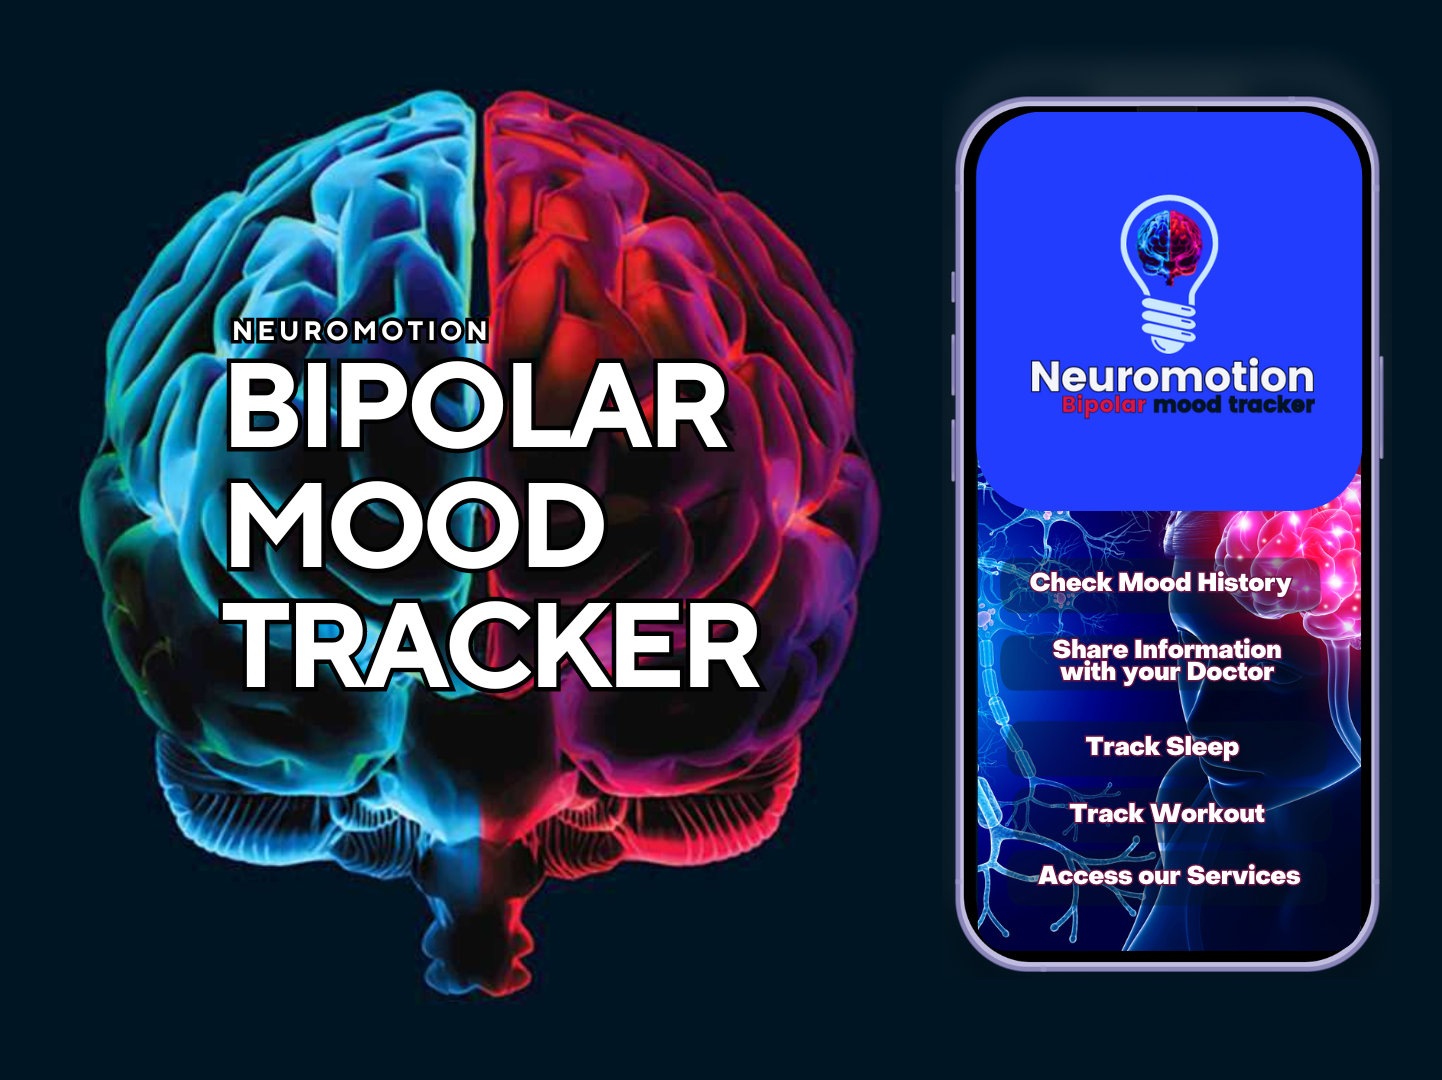 NEUROMOTION
BIPOLAR
MOOD
TRACKER
Neuromotion
Bipolar mood tracker
Check Mood History
Share Information
with your Doctor
Track Sleep
Track Workout
Access our Services